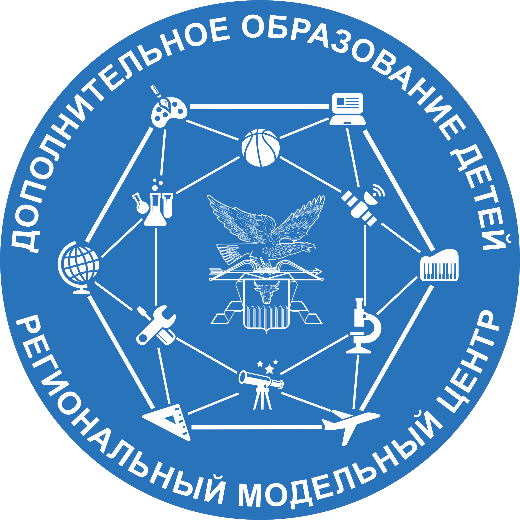 ДОПОЛНИТЕЛЬНОЕ ОБРАЗОВАНИЕ ДЕТЕЙ
РЕГИОНАЛЬНЫЙ МОДЕЛЬНЫЙ ЦЕНТР